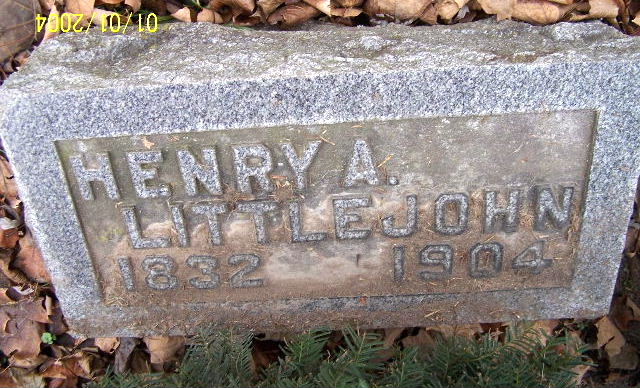 01/01/2004
HENRY A.
LITTLEJOHN
1832 1904